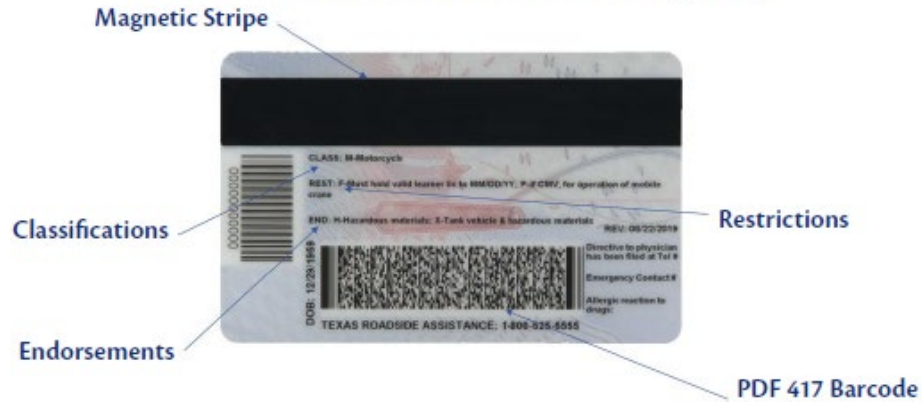 Magnetic Stripe
CLASS: M-Motorcycle
REST: F-Must hold valid learner lic to MM/DD/YY; P-If CMV, for operation of mobile
crane
END: H-Hazardous materials; X-Tank vehicle & hazardous materials
REV: 08/22/2019
00000000000
Classifications
Restrictions
Directive to physician
has been filed at Tel #
Emergency Contact #
Allergic reaction to
drugs:
DOB: 12/29/1959
TEXAS ROADSIDE ASSISTANCE: 1-800-525-5555
Endorsements
PDF 417 Barcode